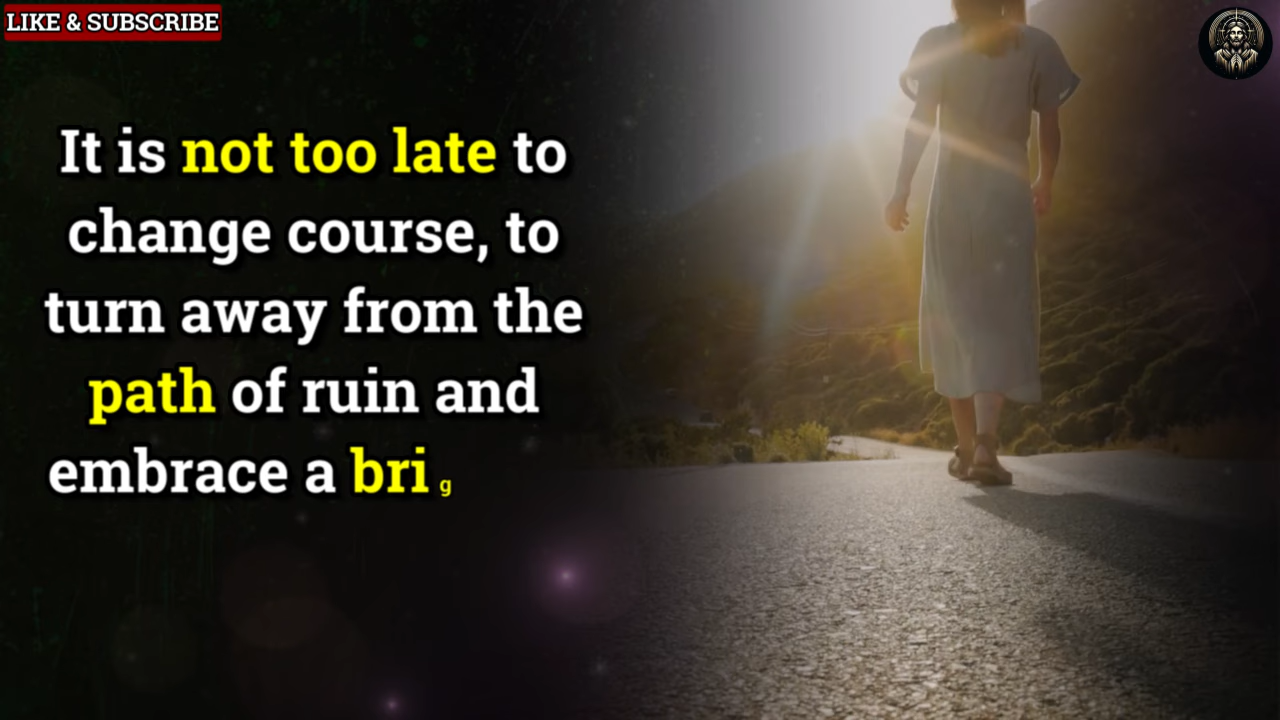 LIKE & SUBSCRIBE
It is not too late to
change course, to
turn away from the
path of ruin and
embrace a brig